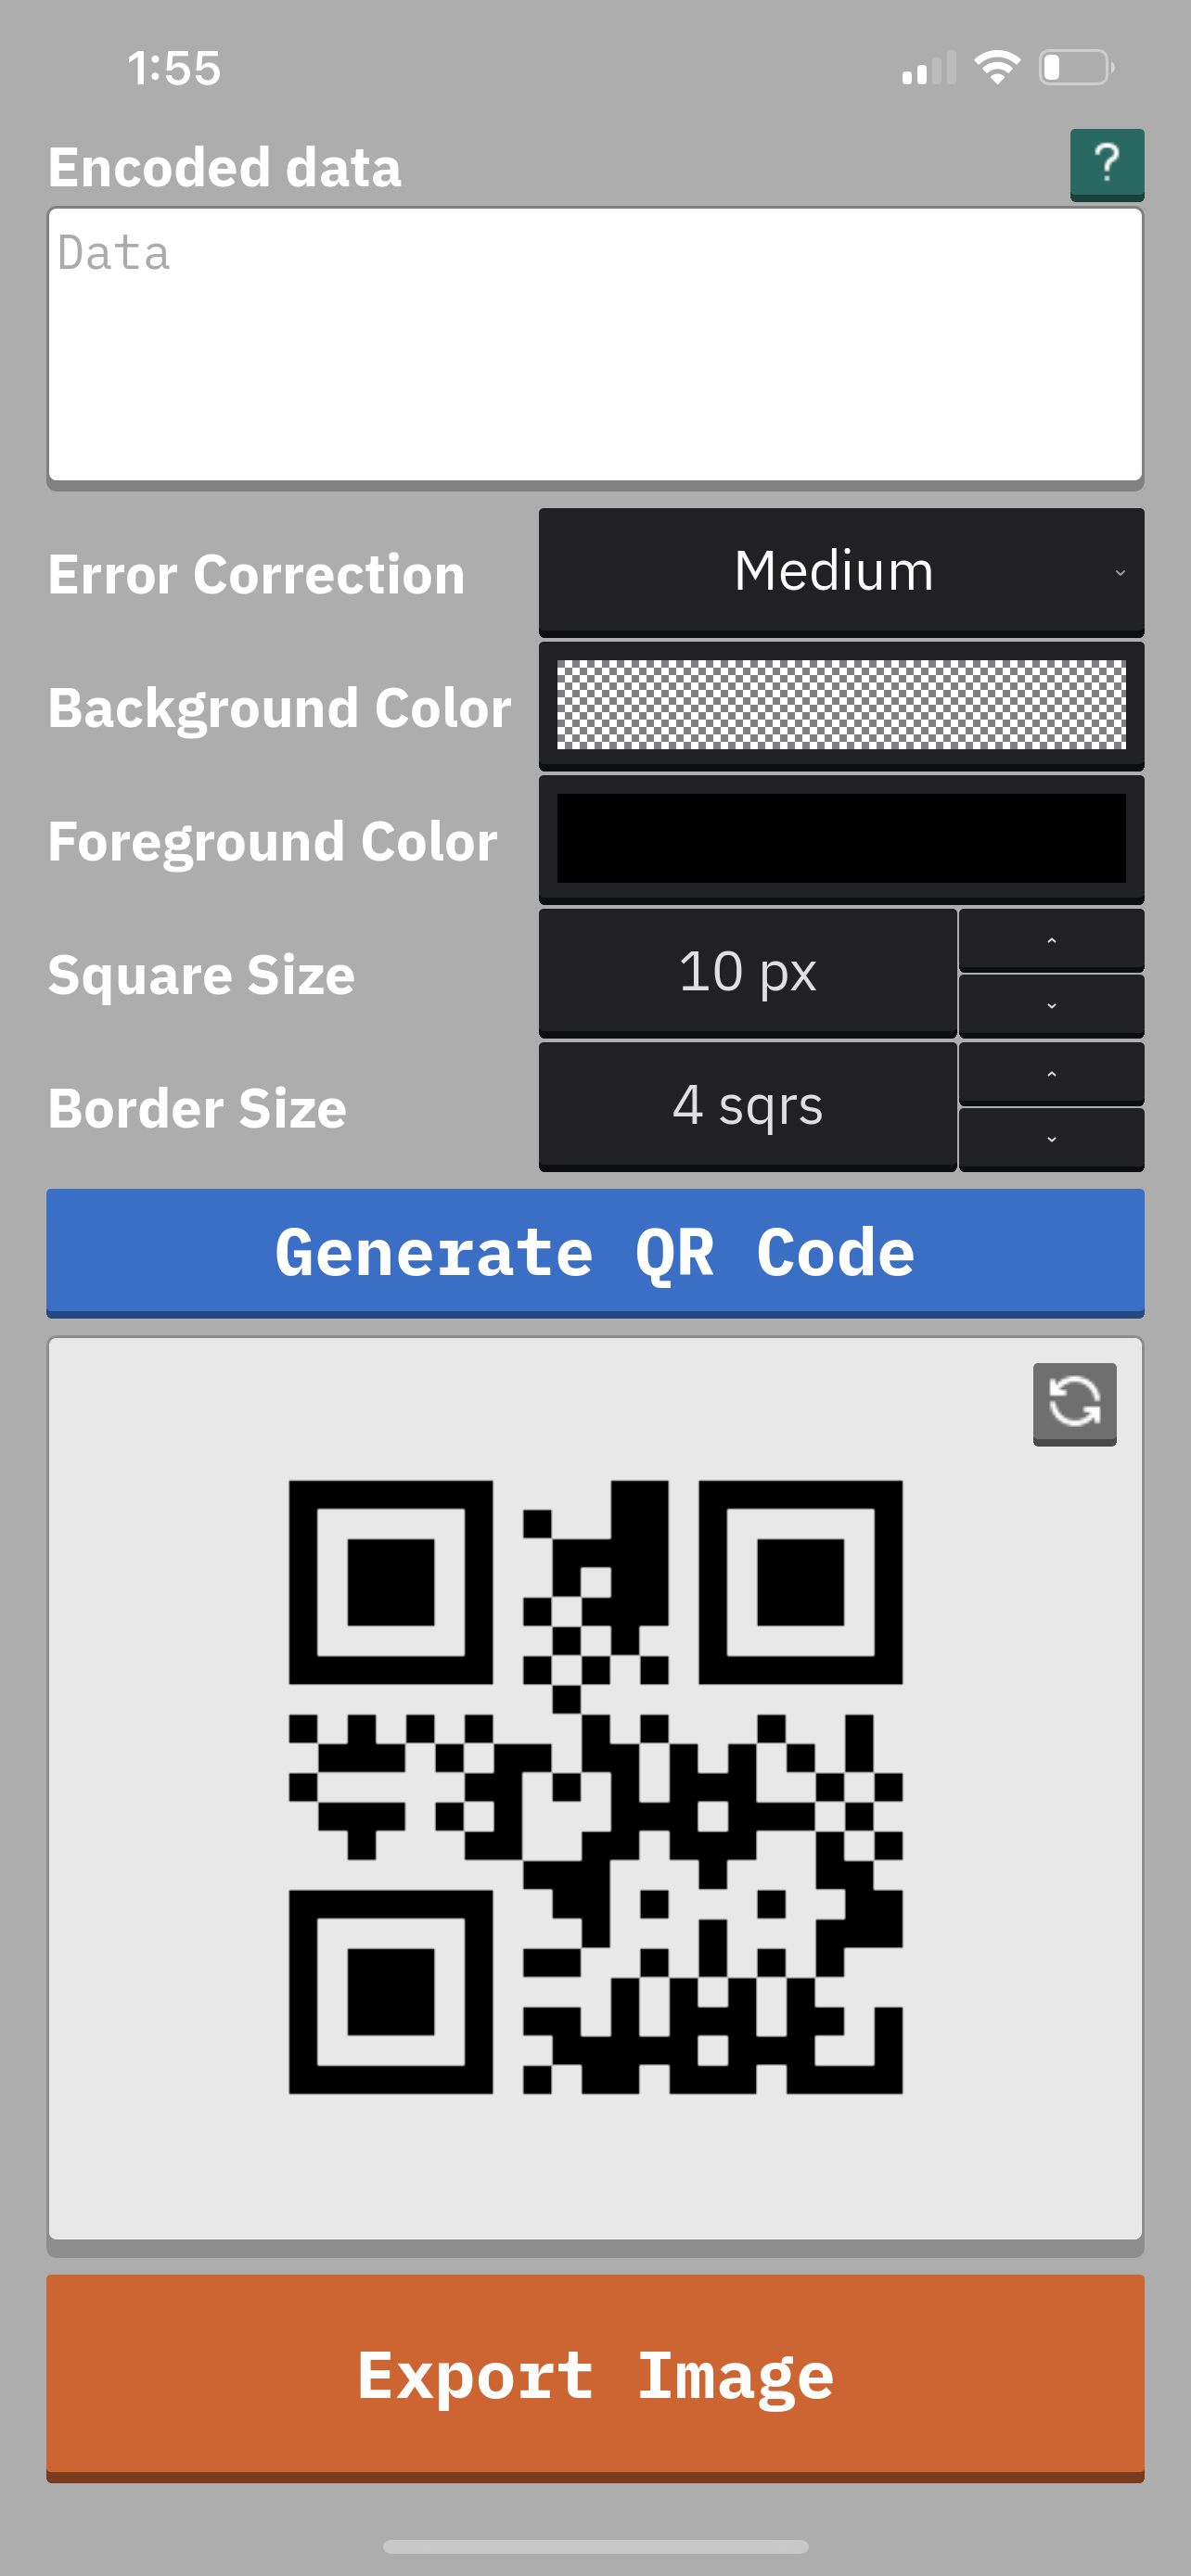 1:55
Encoded data
?
Data
Error Correction Medium
Background Color
Foreground Color
Square Size 10 px
Border Size 4 sqrs
Generate QR Code
Export Image